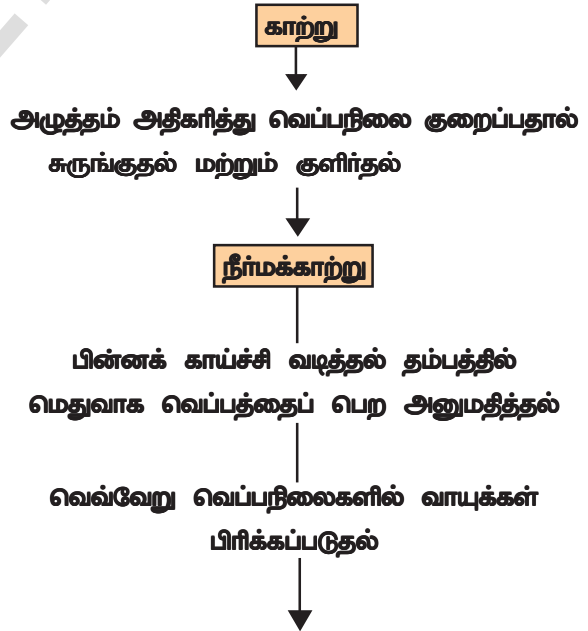 காற்று
அழுத்தம் அதிகரித்து வெப்பநிலை குறைப்பதால்
சுருங்குதல் மற்றும் குளிர்தல்
நீர்மக்காற்று
பின்னக் காய்ச்சி வடித்தல் தம்பத்தில்
மெதுவாக வெப்பத்தைப் பெற அனுமதித்தல்
வெவ்வேறு வெப்பநிலைகளில் வாயுக்கள்
பிரிக்கப்படுதல்